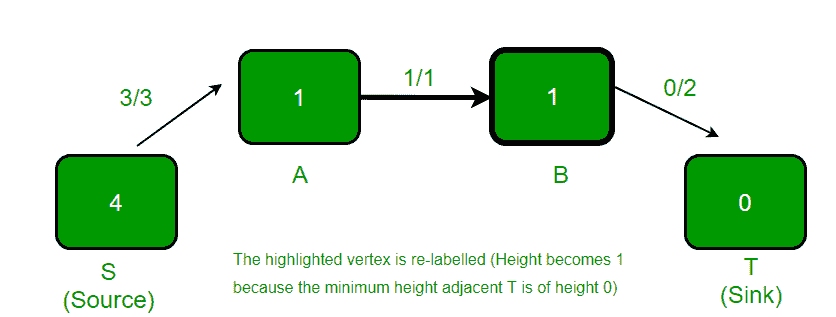 3/3
1
1/1
1
0/2
4
0
A
B
S
(Source)
T
(Sink)
The highlighted vertex is re-labelled (Height becomes 1
because the minimum height adjacent T is of height 0)